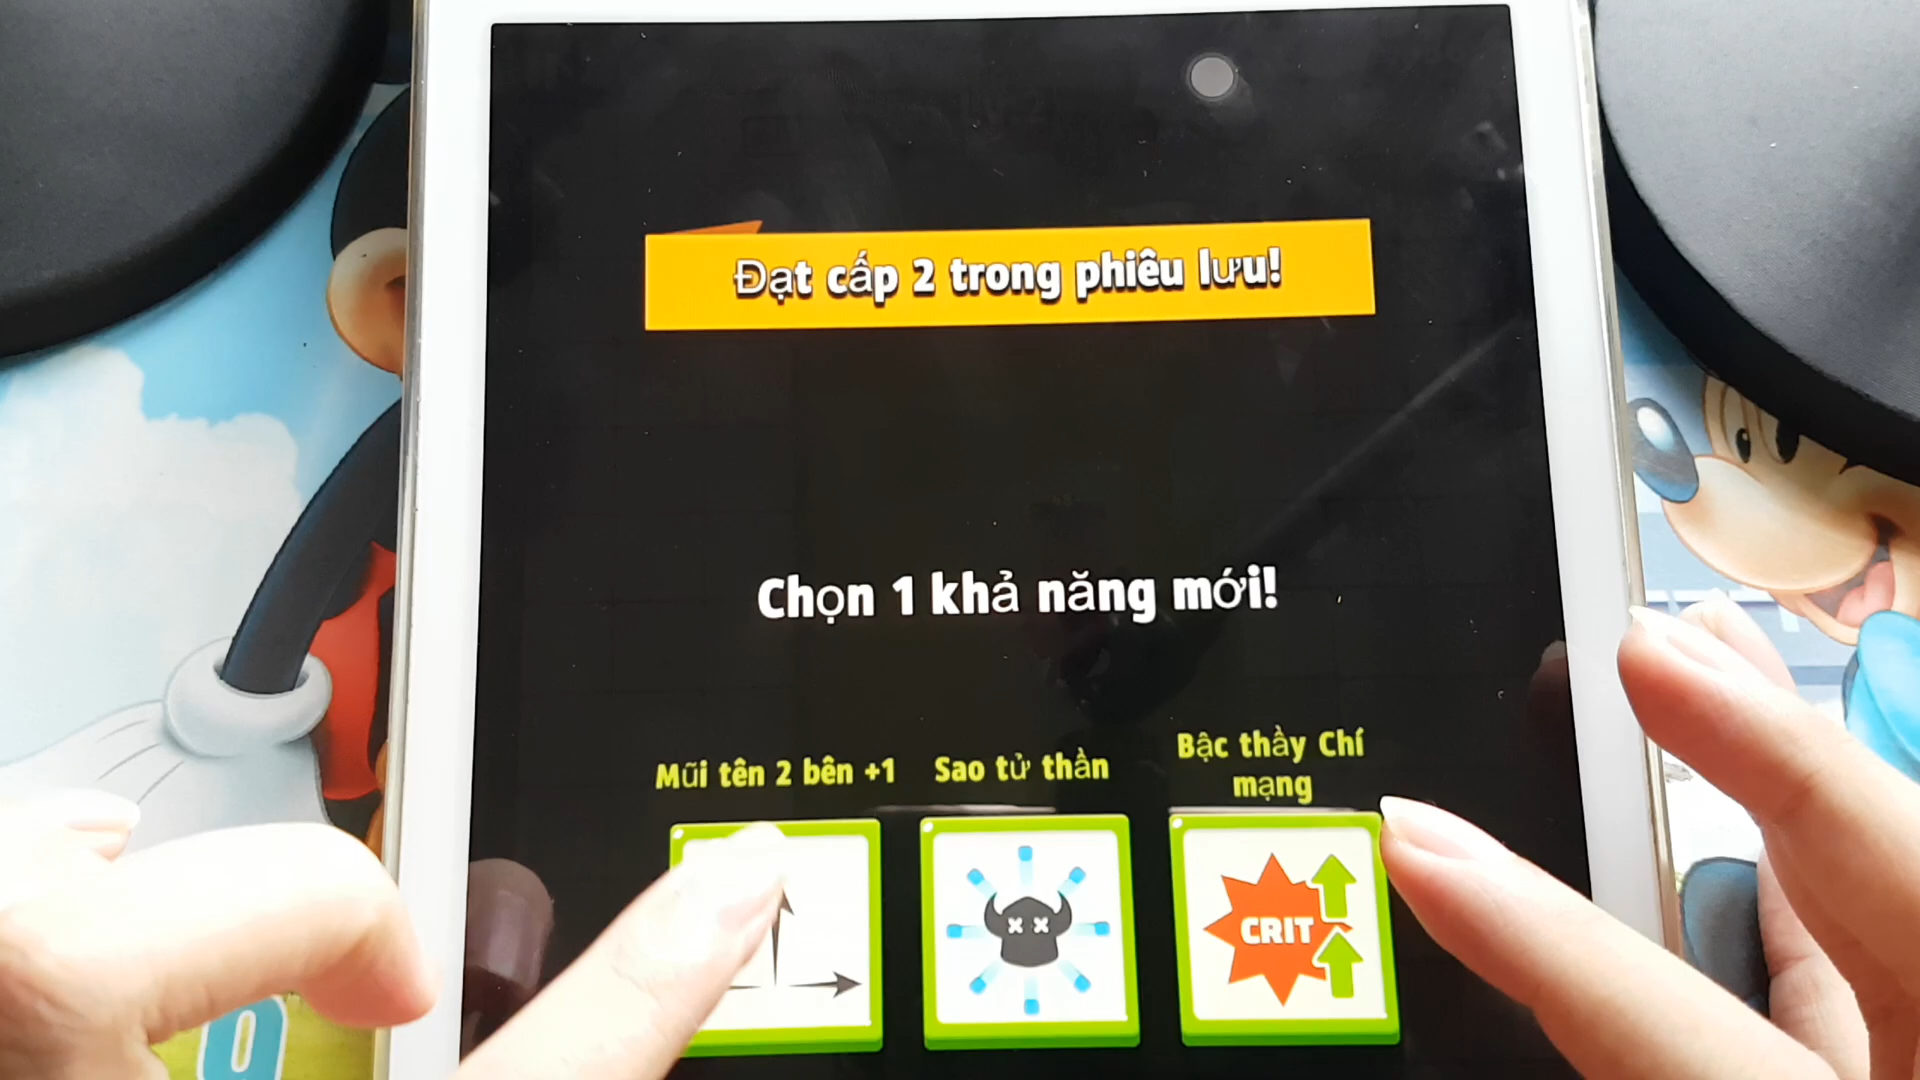 Đạt cấp 2 trong phiêu lưu!
Chọn 1 khả năng mới!
Mũi tên 2 bên +1
Sao tử thần
Bậc thầy Chí
mạng
CRIT
0